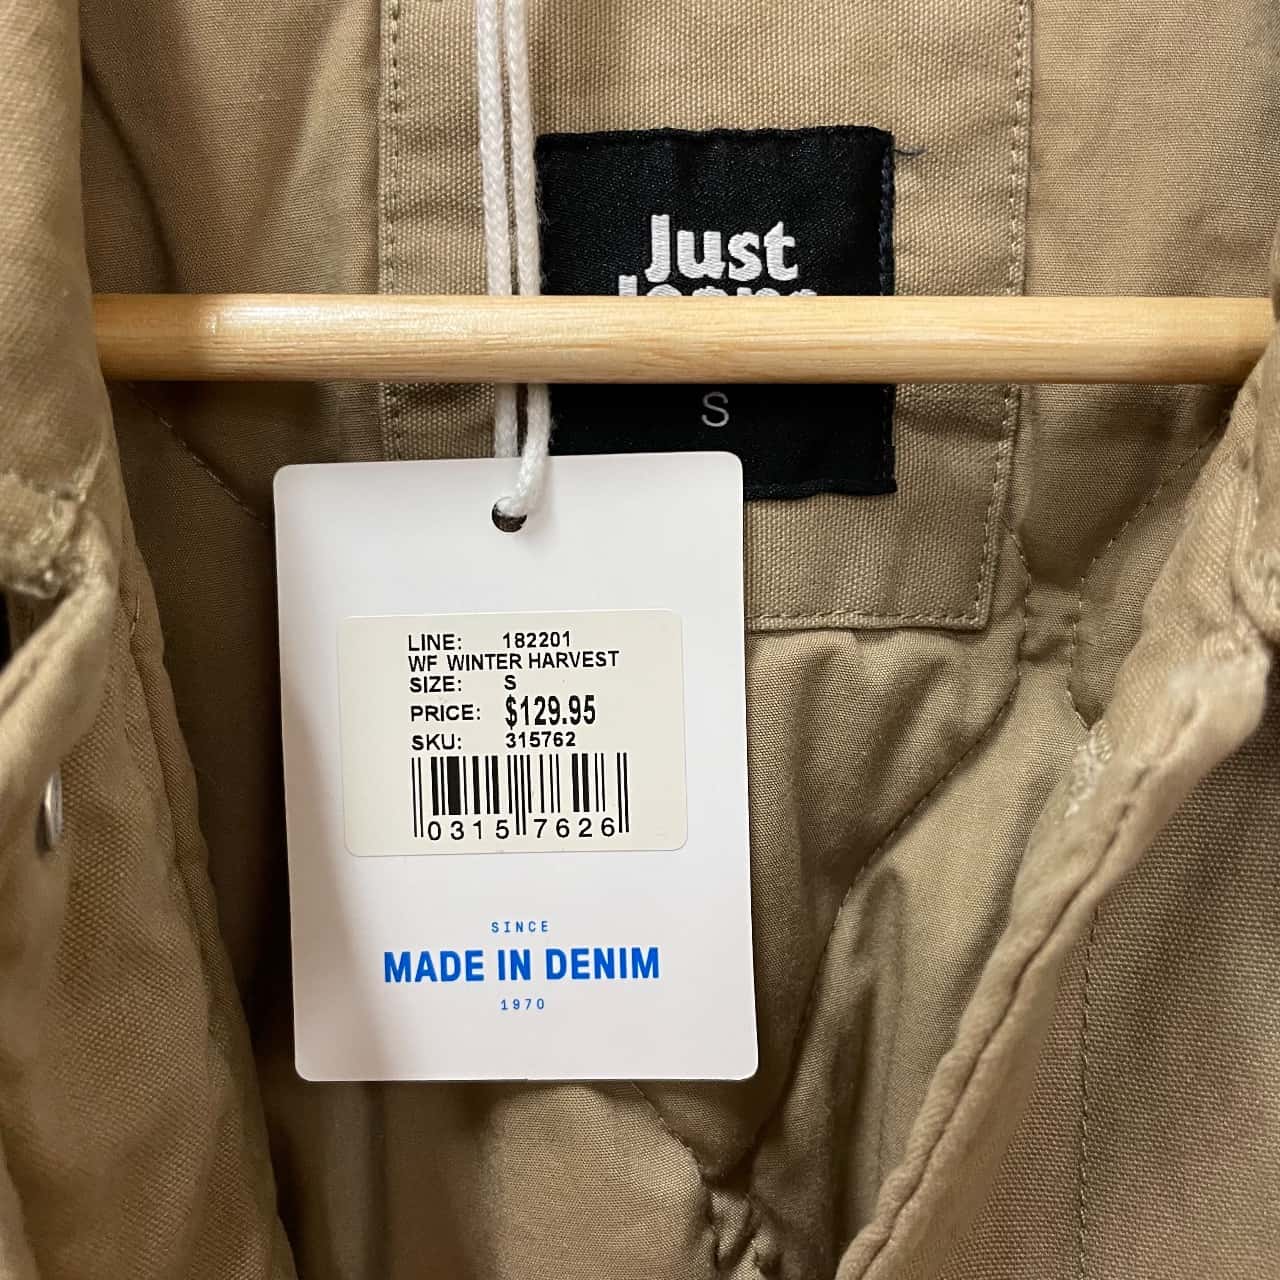 Just
Jeans
S
LINE: 182201
WF WINTER HARVEST
SIZE: S
PRICE: $129.95
SKU: 315762
0315 7626
SINCE
MADE IN DENIM
1970